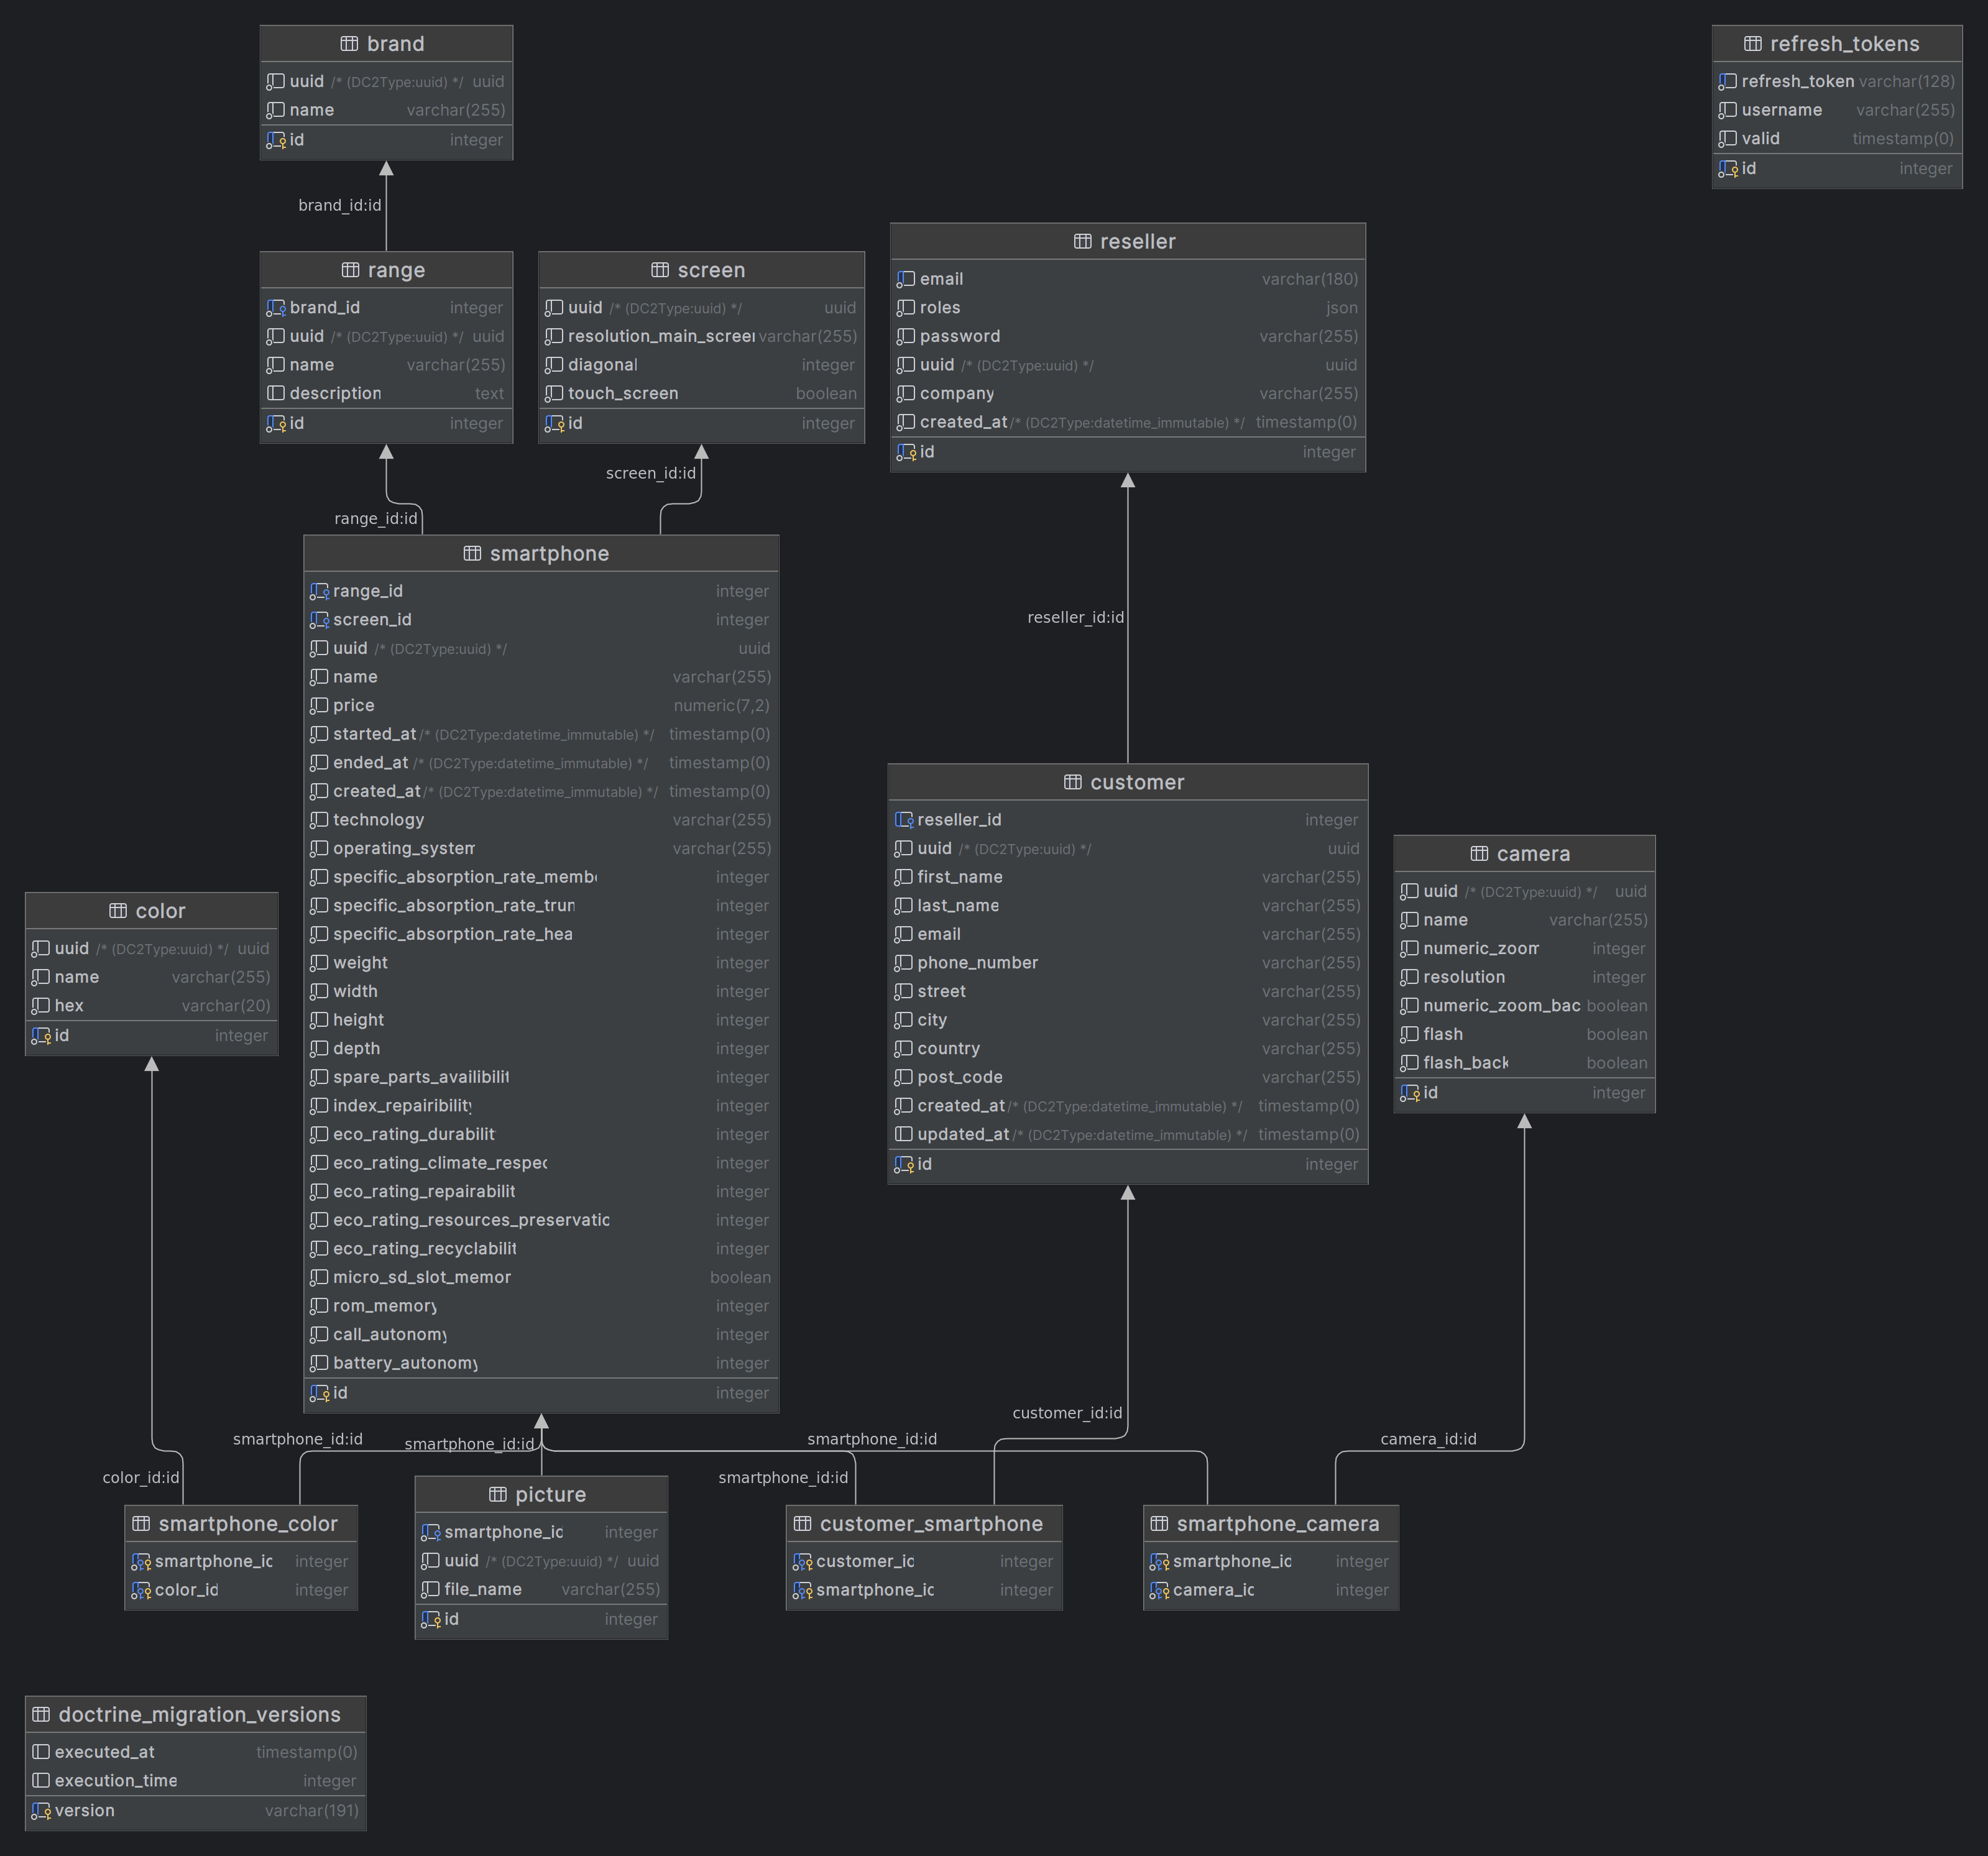 brand
uuid /* (DC2Type:uuid) */ uuid
name varchar(255)
id integer
refresh_tokens
refresh_token varchar(128)
username varchar(255)
valid timestamp(0)
id integer
brand_id:id
range
brand_id integer
uuid /* (DC2Type:uuid) */ uuid
name varchar(255)
description text
id integer
screen
uuid /* (DC2Type:uuid) */ uuid
resolution_main_screen varchar(255)
diagonal integer
touch_screen boolean
id integer
reseller
email varchar(180)
roles json
password varchar(255)
uuid /* (DC2Type:uuid) */ uuid
company varchar(255)
created_at /* (DC2Type:datetime_immutable) */ timestamp(0)
id integer
screen_id:id
range_id:id
reseller_id:id
smartphone
range_id integer
screen_id integer
uuid /* (DC2Type:uuid) */ uuid
name varchar(255)
price numeric(7,2)
started_at /* (DC2Type:datetime_immutable) */ timestamp(0)
ended_at /* (DC2Type:datetime_immutable) */ timestamp(0)
created_at /* (DC2Type:datetime_immutable) */ timestamp(0)
technology varchar(255)
operating_system varchar(255)
specific_absorption_rate_membe integer
specific_absorption_rate_trun integer
specific_absorption_rate_hea integer
weight integer
width integer
height integer
depth integer
spare_parts_availibilit integer
index_repairibility integer
eco_rating_durabilit integer
eco_rating_climate_respec integer
eco_rating_repairabilit integer
eco_rating_resources_preservatio integer
eco_rating_recyclabilit integer
micro_sd_slot_memor boolean
rom_memory integer
call_autonomy integer
battery_autonomy integer
id integer
customer
reseller_id integer
uuid /* (DC2Type:uuid) */ uuid
first_name varchar(255)
last_name varchar(255)
email varchar(255)
phone_number varchar(255)
street varchar(255)
city varchar(255)
country varchar(255)
post_code varchar(255)
created_at /* (DC2Type:datetime_immutable) */ timestamp(0)
updated_at /* (DC2Type:datetime_immutable) */ timestamp(0)
id integer
camera
uuid /* (DC2Type:uuid) */ uuid
name varchar(255)
numeric_zoom integer
resolution integer
numeric_zoom_bac boolean
flash boolean
flash_back boolean
id integer
color
uuid /* (DC2Type:uuid) */ uuid
name varchar(255)
hex varchar(20)
id integer
customer_id:id
smartphone_id:id
smartphone_id:id
smartphone_id:id
camera_id:id
color_id:id
smartphone_id:id
smartphone_color
smartphone_id integer
color_id integer
picture
smartphone_id integer
uuid /* (DC2Type:uuid) */ uuid
file_name varchar(255)
id integer
customer_smartphone
customer_id integer
smartphone_id integer
smartphone_camera
smartphone_id integer
camera_id integer
doctrine_migration_versions
executed_at timestamp(0)
execution_time integer
version varchar(191)